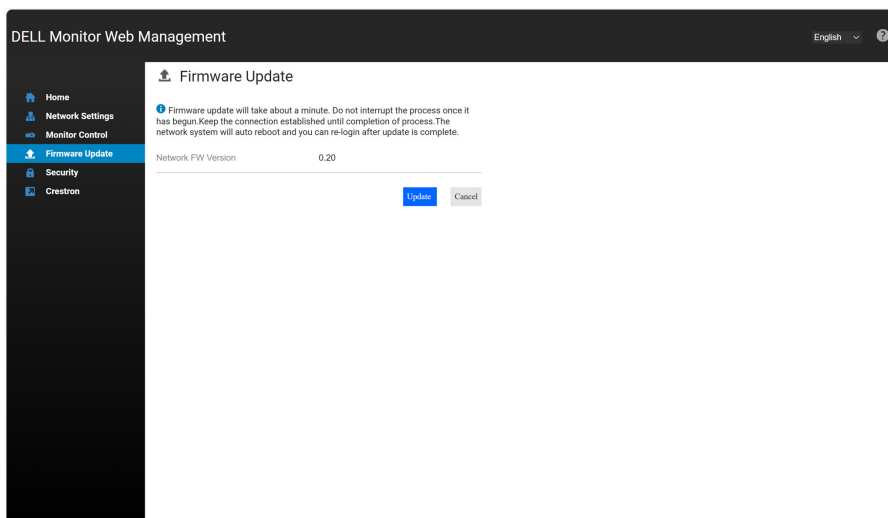 DELL Monitor Web Management
English
?
Home
Network Settings
Monitor Control
Firmware Update
Security
Crestron
Firmware Update
Firmware update will take about a minute. Do not interrupt the process once it
has begun.Keep the connection established until completion of process.The
network system will auto reboot and you can re-login after update is complete.
Network FW Version 0.20
Update Cancel